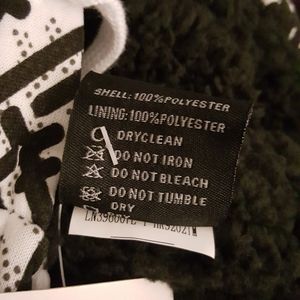 SHELL:100%POLYESTER
LINING:100%POLYESTER
DRYCLEAN
DO NOT IRON
DO NOT BLEACH
DO NOT TUMBLE
DRY